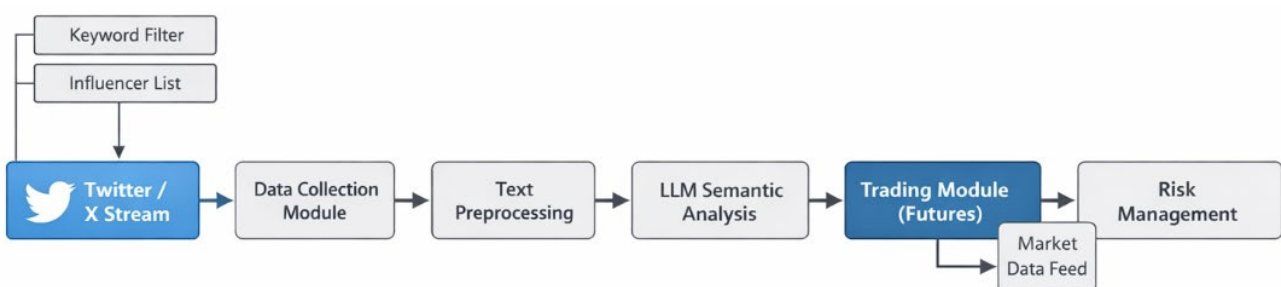 Keyword Filter
Influencer List
Twitter /
X Stream
Data Collection
Module
Text
Preprocessing
LLM Semantic
Analysis
Trading Module
(Futures)
Risk
Management
Market
Data Feed